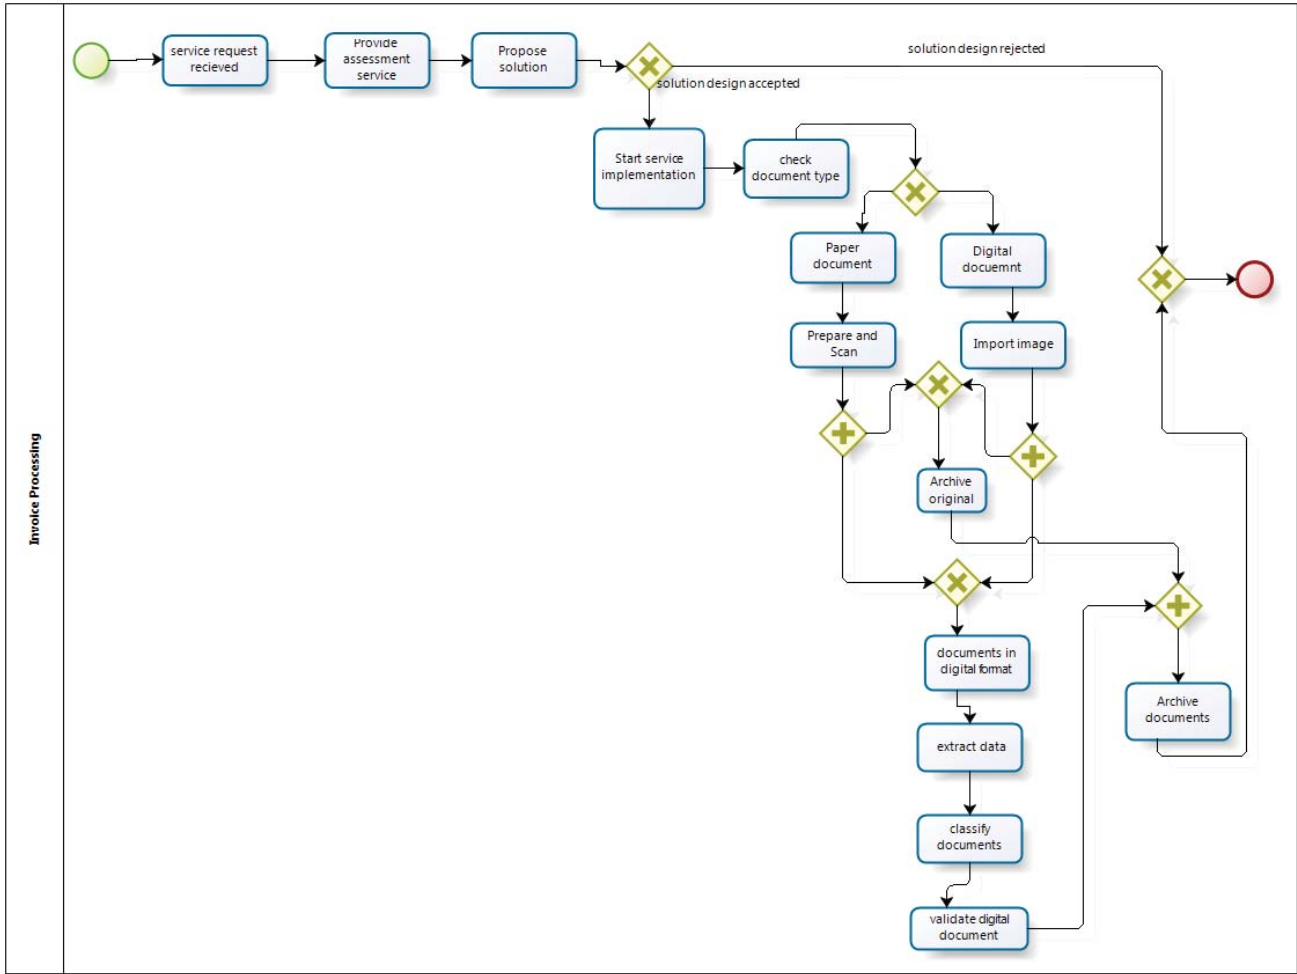 Invoice Processing
service request
recieved
Provide
assessment
service
Propose
solution
solution design rejected
solution design accepted
Start service
implementation
check
document type
Paper
document
Digital
docuemnt
Prepare and
Scan
Import image
Archive
original
documents in
digital format
Archive
documents
extract data
classify
documents
validate digital
document